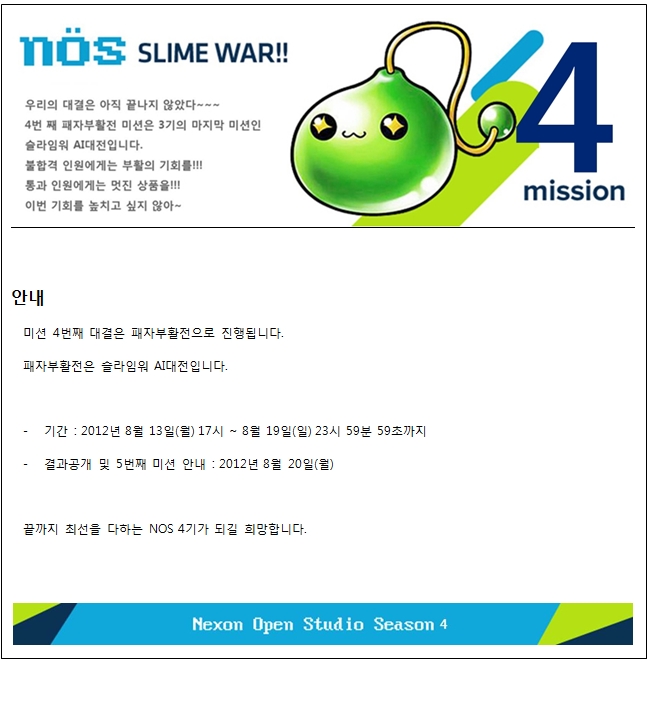 nös SLIME WAR!!
우리의 대결은 아직 끝나지 않았다~~~
4번 째 패자부활전 미션은 3기의 마지막 미션인
슬라임워 AI대전입니다.
불합격 인원에게는 부활의 기회를!!!
통과 인원에게는 멋진 상품을!!!
이번 기회를 높치고 싶지 않아~
4
mission
안내
미션 4번째 대결은 패자부활전으로 진행됩니다.
패자부활전은 슬라임워 AI대전입니다.
- 기간 : 2012년 8월 13일(월) 17시 ~ 8월 19일(일) 23시 59분 59초까지
- 결과공개 및 5번째 미션 안내 : 2012년 8월 20일(월)
끝까지 최선을 다하는 NOS 4기가 되길 희망합니다.
Nexon Open Studio Season 4